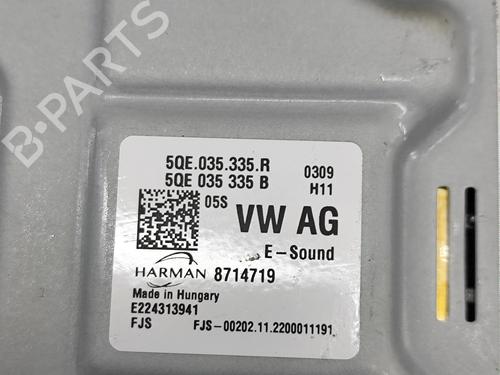 B-PARTS
5QE.035.335.R
5QE 035 335 B
0309
H11
05S
VW AG
E-Sound
HARMAN 8714719
Made in Hungary
E224313941
FJS FJS-00202.11.2200011191